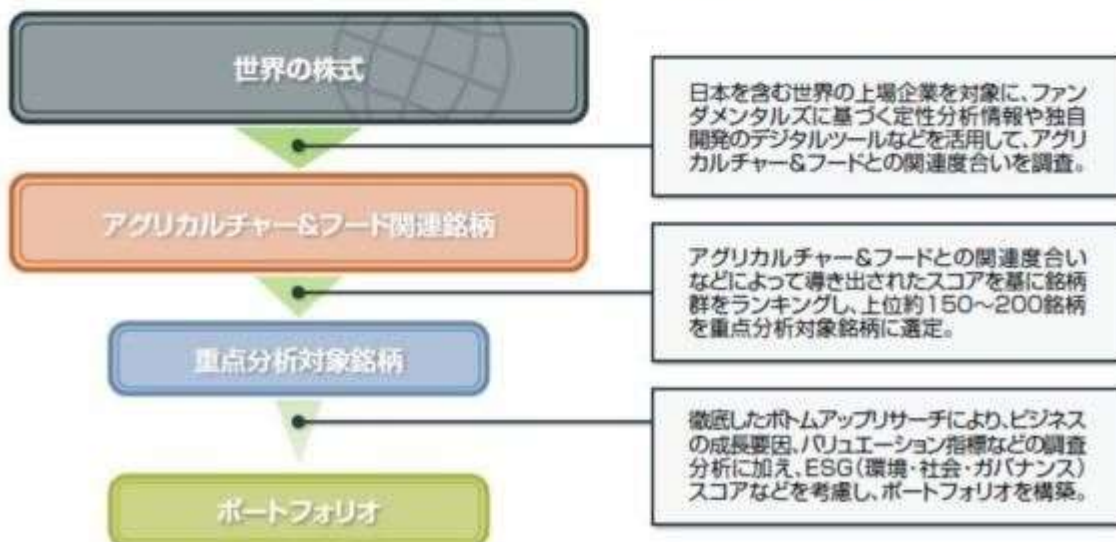 世界の株式
日本を含む世界の上場企業を対象に、ファン
ダメンタルズに基づく定性分析情報や独自
開発のデジタルツールなどを活用して、アグリ
カルチャー&フードとの関連度合いを調査。
アグリカルチャー&フード関連銘柄
アグリカルチャー&フードとの関連度合い
などによって導き出されたスコアを基に銘柄
群をランキングし、上位約150〜200銘柄
を重点分析対象銘柄に選定。
重点分析対象銘柄
徹底したボトムアップリサーチにより、ビジネス
の成長要因、バリュエーション指標などの調査
分析に加え、ESG(環境・社会・ガバナンス)
スコアなどを考慮し、ポートフォリオを構築。
ポートフォリオ